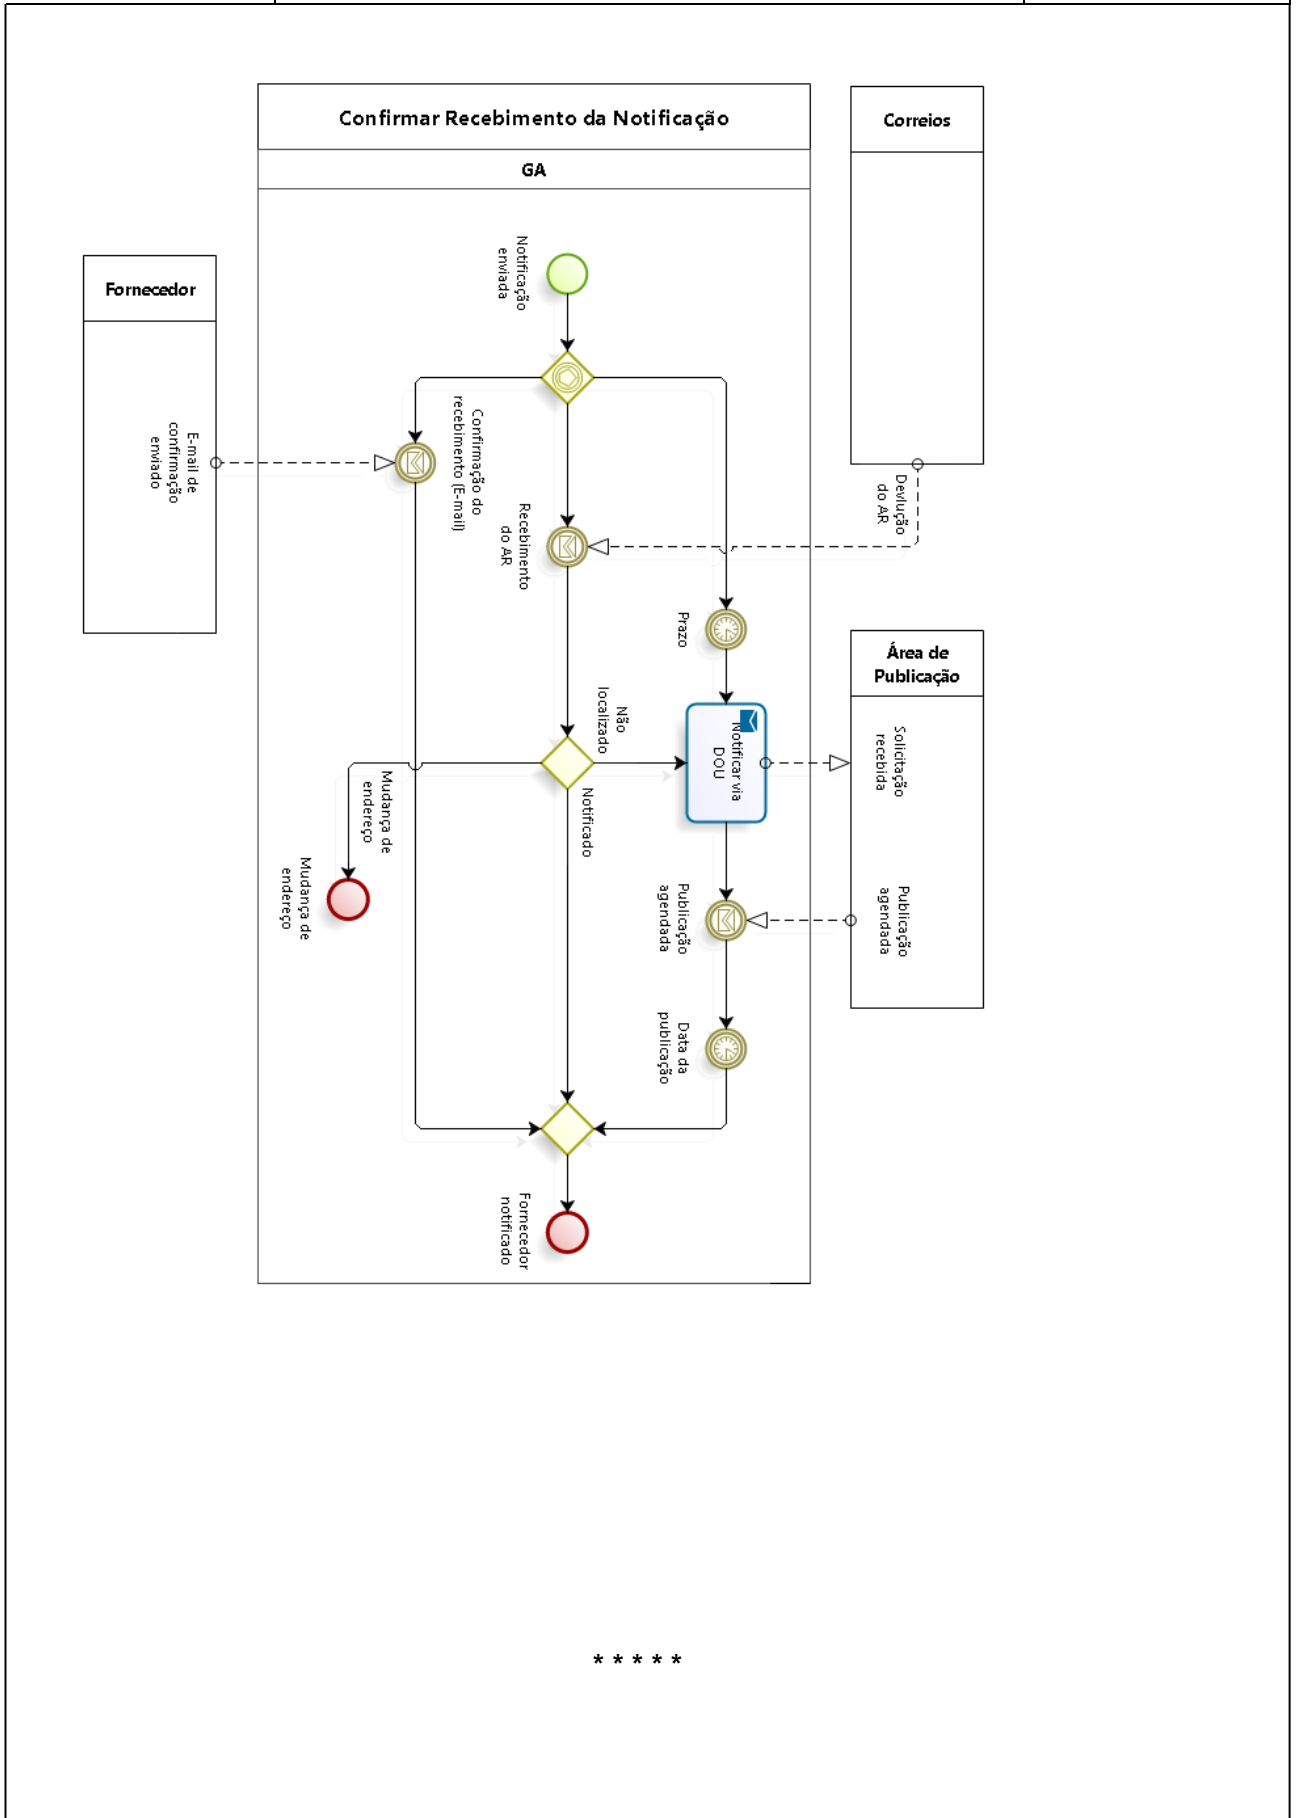 Confirmar Recebimento da Notificação
Correios
GA
Notificação
enviada
Fornecedor
E-mail de
confirmação
enviado
Confirmação do
recebimento (E-mail)
Recebimento
do AR
Devlução
do AR
Prazo
Área de
Publicação
Não
localizado
Notificar via
DOU
Solicitação
recebida
Notificado
Mudança de
endereço
Mudança de
endereço
Publicação
agendada
Publicação
agendada
Data da
publicação
Fornecedor
notificado
* * * * *